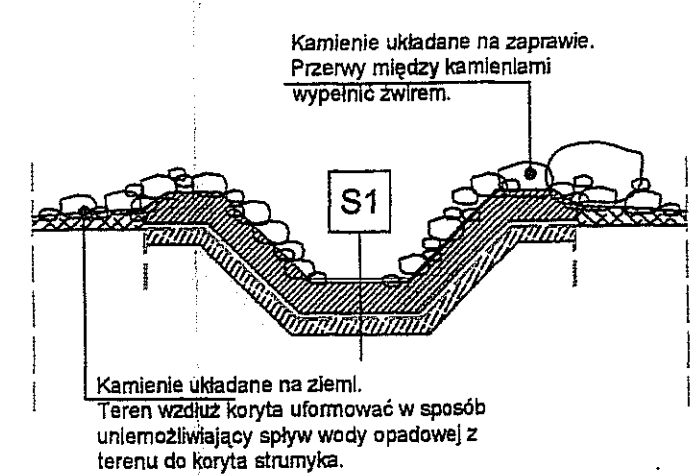 Kamienie układane na zaprawie.
Przerwy między kamieniami
wypełnić żwirem.
S1
Kamienie układane na ziemi.
Teren wzdłuż koryta uformować w sposób
uniemożliwiający spływ wody opadowej z
terenu do koryta strumyka.